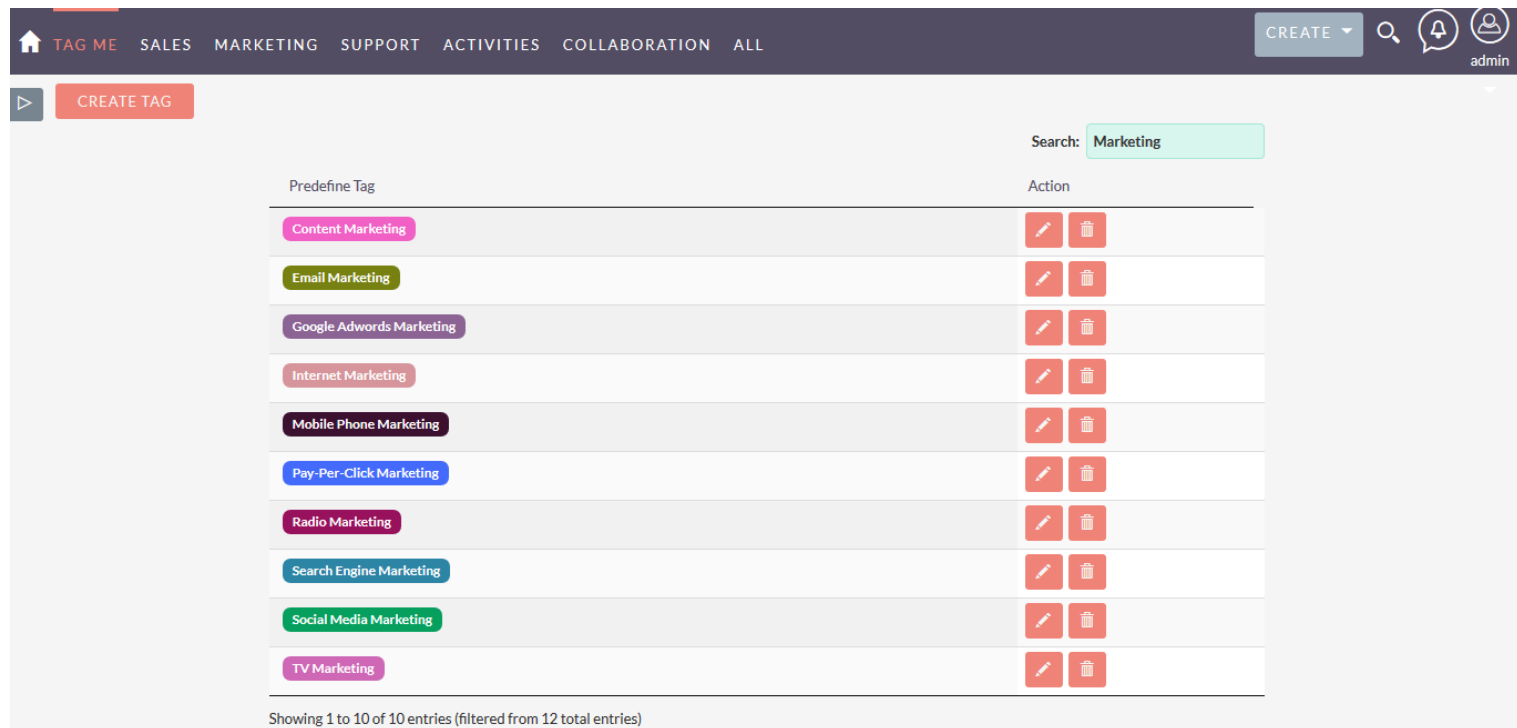 TAG ME SALES MARKETING SUPPORT ACTIVITIES COLLABORATION ALL CREATE
admin
CREATE TAG
Search: Marketing
Predefine Tag Action
Content Marketing
Email Marketing
Google Adwords Marketing
Internet Marketing
Mobile Phone Marketing
Pay-Per-Click Marketing
Radio Marketing
Search Engine Marketing
Social Media Marketing
TV Marketing
Showing 1 to 10 of 10 entries (filtered from 12 total entries)